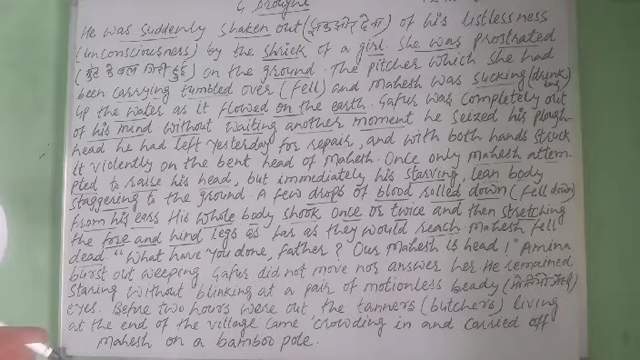 Drought
He was suddenly shaken out (झकझोर देना) of his listlessness
(unconsciousness) by the shrick of a girl. She was prostrated
(मुँह के बल गिरी हुई) on the ground. The pitcher which she had
been carrying tumbled over (fell) and Mahesh was sucking (drinking)
up the water as it flowed on the earth. Gafur was completely out
of his mind without waiting another moment he seized his plough-
head he had left yesterday for repair, and with both hands struck
it violently on the bent head of Mahesh. Once only Mahesh attem-
pted to raise his head, but immediately his starving, lean body
staggering to the ground. A few drops of blood rolled down (fell down)
from his ears His whole body shook once or twice and then stretching
the fore and hind legs as far as they would reach Mahesh fell
dead. "What have you done, father? Our Mahesh is head!" Amina
burst out weeping Gafur did not move nor answer her. He remained
staring without blinking at a pair of motionless beady
eyes. Before two hours were out the tanners (butchers) living
at the end of the village came crowding in and carried off
Mahesh on a bamboo pole.